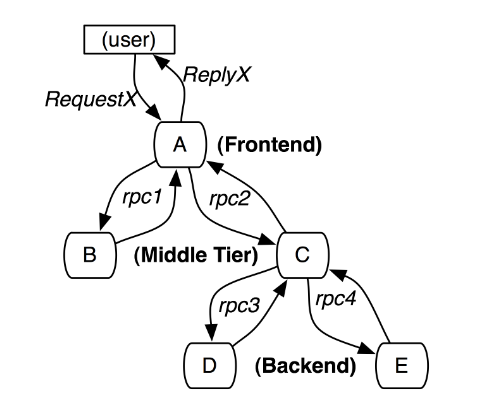 (user)
ReplyX
RequestX
A (Frontend)
rpc1 rpc2
B (Middle Tier) C
rpc3 rpc4
D (Backend) E